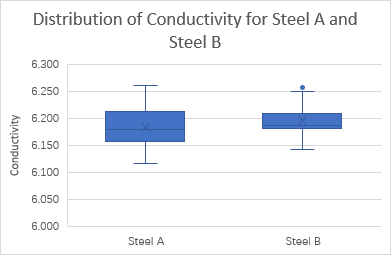 Distribution of Conductivity for Steel A and
Steel B
Conductivity
6.300
6.250
6.200
6.150
6.100
6.050
6.000
Steel A
Steel B